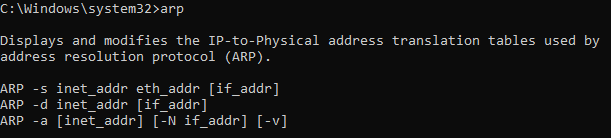 C:\Windows\system32>arp
Displays and modifies the IP-to-Physical address translation tables used by
address resolution protocol (ARP).
ARP -s inet_addr eth_addr [if_addr]
ARP -d inet_addr [if_addr]
ARP -a [inet_addr] [-N if_addr] [-v]